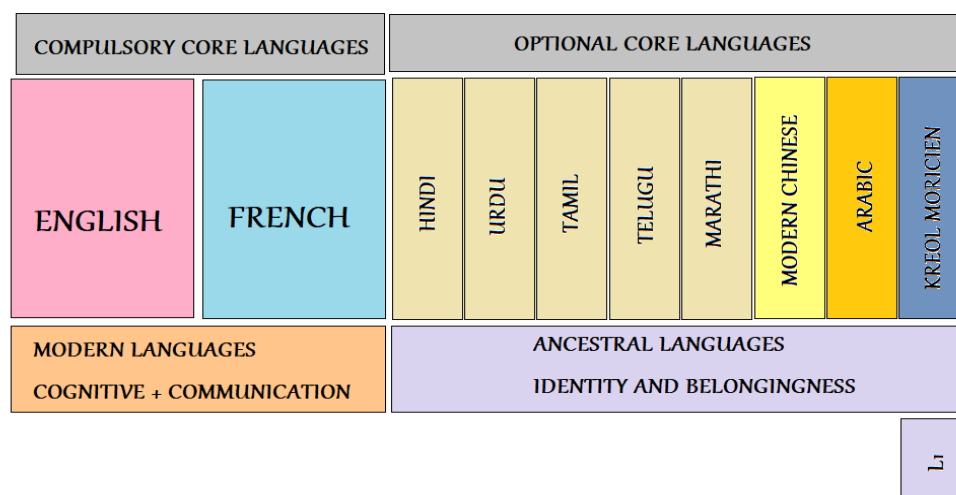 COMPULSORY CORE LANGUAGES
OPTIONAL CORE LANGUAGES
ENGLISH
FRENCH
HINDI
URDU
TAMIL
TELUGU
MARATHI
MODERN CHINESE
ARABIC
KREOL MORICIEN
MODERN LANGUAGES
COGNITIVE + COMMUNICATION
ANCESTRAL LANGUAGES
IDENTITY AND BELONGINGNESS
L1